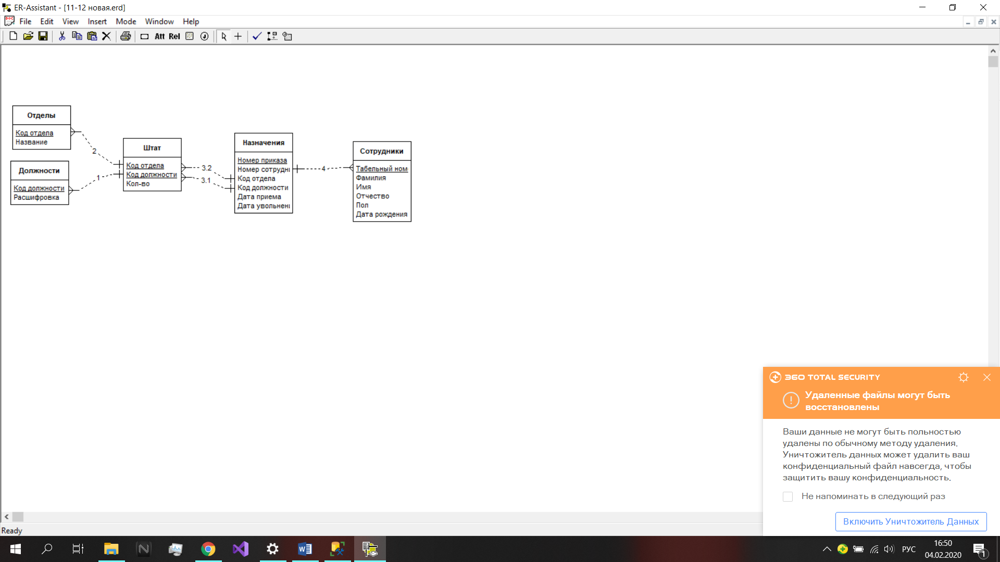 ER-Assistant - [11-12 новая.erd]
File Edit View Insert Mode Window Help
Att Rel
Отделы
Код отдела
Название
Должности
Код должности
Расшифровка
2
1
Штат
Код отдела
Код должности
Кол-во
3.2
3.1
Назначения
Номер приказа
Номер сотрудн
Код отдела
Код должности
Дата приема
Дата увольнен
4
Сотрудники
Табельный ном
Фамилия
Имя
Отчество
Пол
Дата рождения
360 TOTAL SECURITY
Удаленные файлы могут быть
восстановлены
Ваши данные не могут быть польностью
удалены по обычному методу удаления.
Уничтожитель данных может удалить ваш
конфиденциальный файл навсегда, чтобы
защитить вашу конфиденциальность.
Не напоминать в следующий раз
Включить Уничтожитель Данных
Ready
РУС
16:50
04.02.2020
1